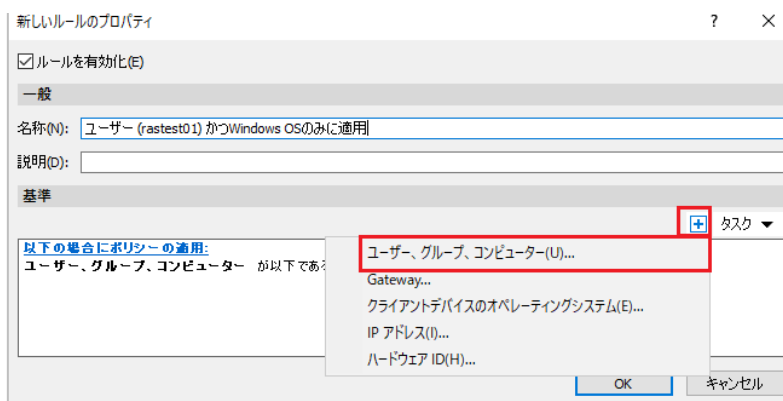 新しいルールのプロパティ ? ×
ルールを有効化(E)
一般
名称(N): ユーザー (rastest01) かつWindows OSのみに適用
説明(D):
基準
タスク
以下の場合にポリシーの適用:
ユーザー、グループ、コンピューター が以下である
ユーザー、グループ、コンピューター(U)...
Gateway...
クライアントデバイスのオペレーティングシステム(E)...
IP アドレス(I)...
ハードウェア ID(H)...
OK キャンセル